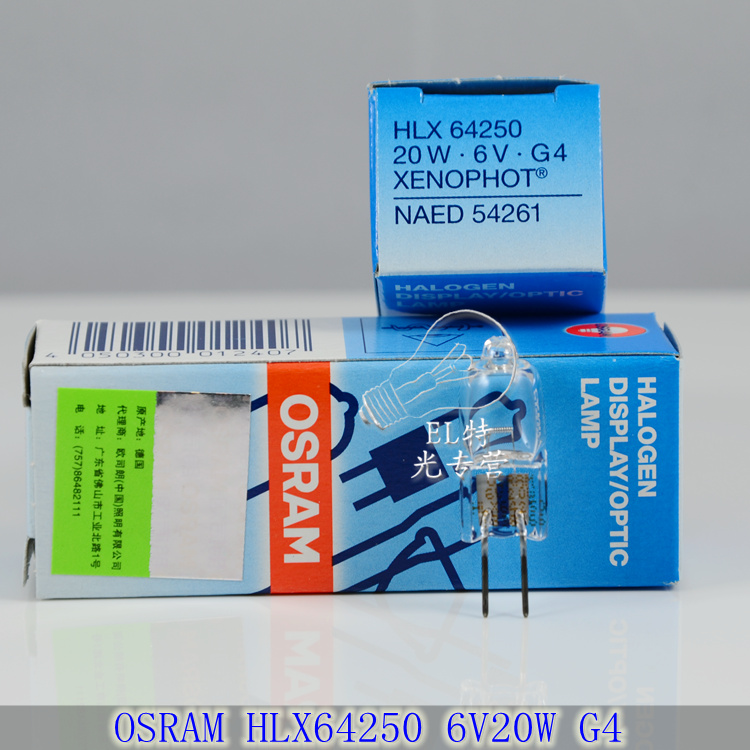 HLX 64250
20 W · 6 V · G4
XENOPHOT®
NAED 54261
HALOGEN
DISPLAY/OPTIC
LAMP
4 050300 012407
原产地: 德国
代理商: 欧司朗(中国)照明有限公司
地 址: 广东省佛山市工业北路1号
电 话: (757)86482111
OSRAM
HALOGEN
DISPLAY/OPTIC
LAMP
EL特
光专营
OSRAM HLX64250 6V20W G4